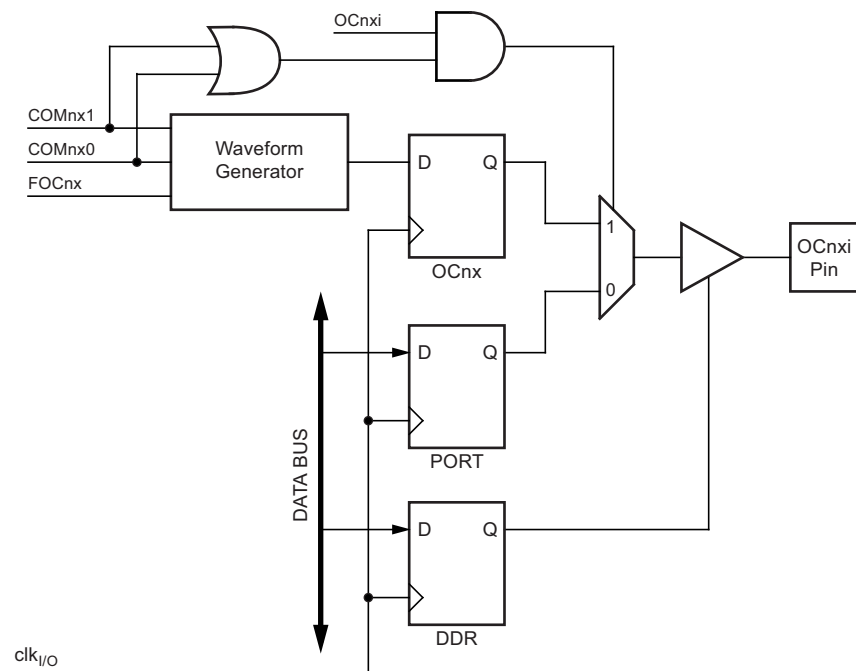 OCnxi
COMnx1
COMnx0
FOCnx
Waveform
Generator
D Q
OCnx
1
0
OCnxi
Pin
D Q
PORT
DATA BUS
D Q
DDR
clkI/O